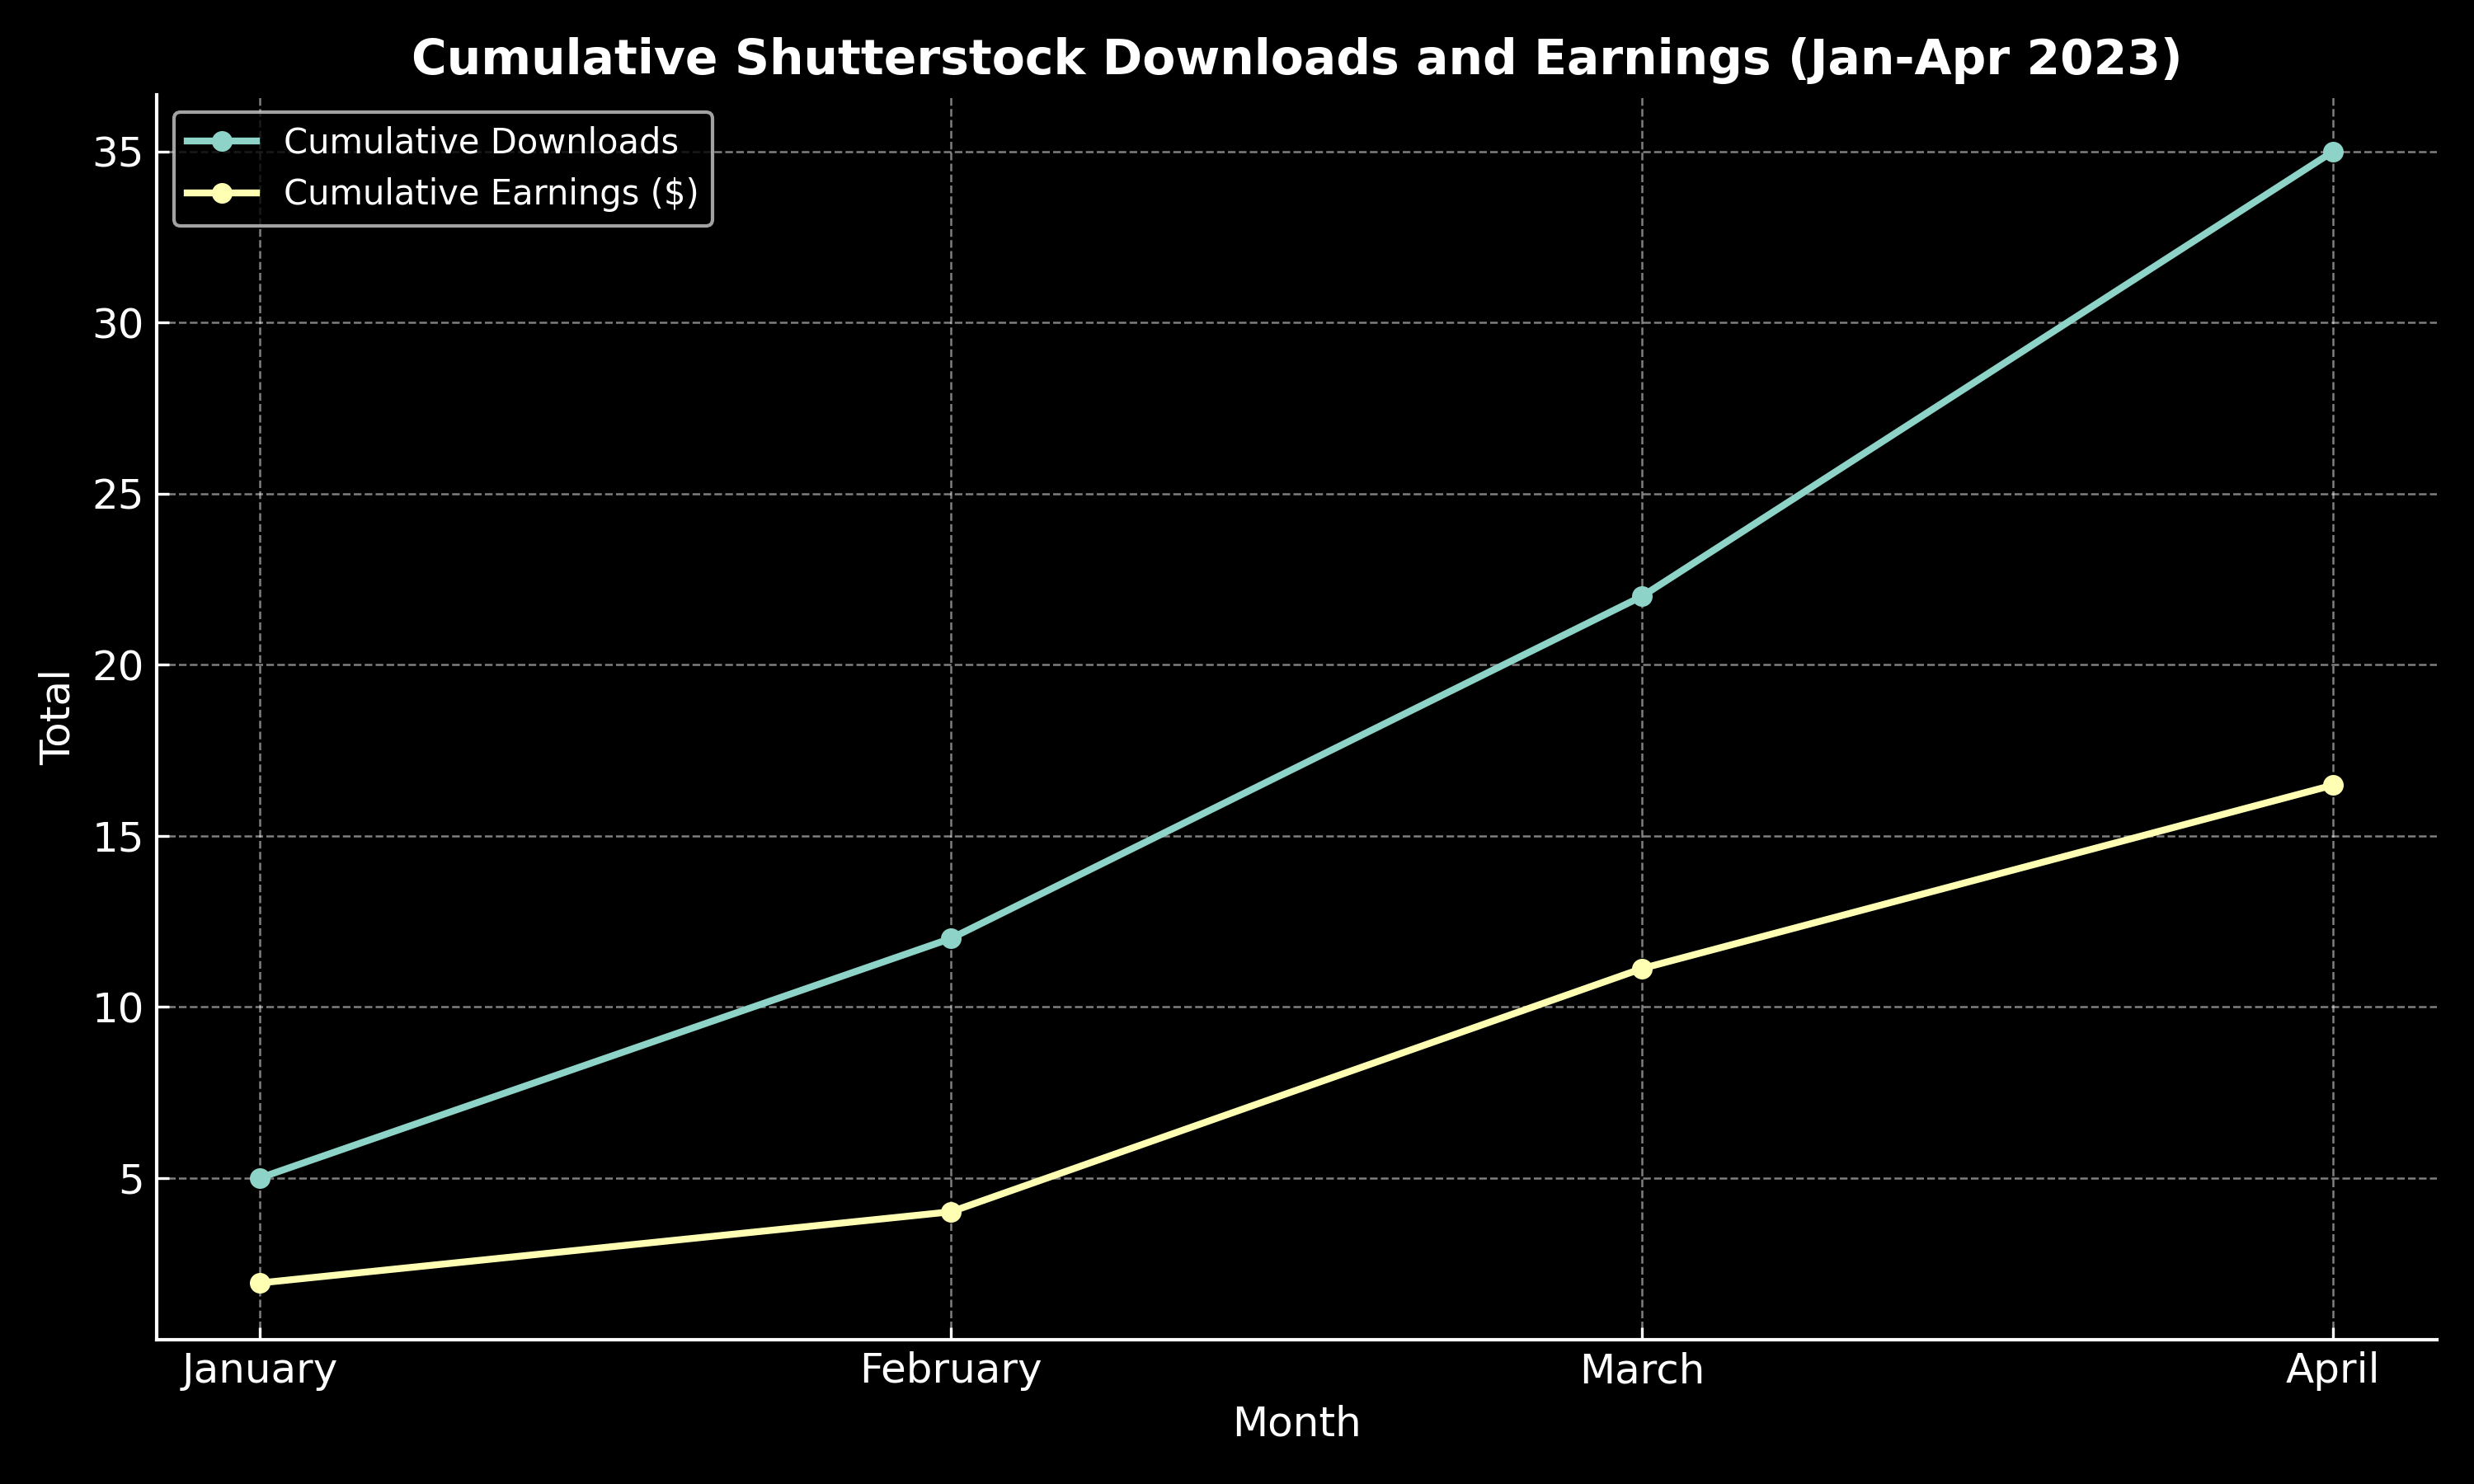 Cumulative Shutterstock Downloads and Earnings (Jan-Apr 2023)
Cumulative Downloads
Cumulative Earnings ($)
35
30
25
20
15
10
5
Total
January
February
March
April
Month